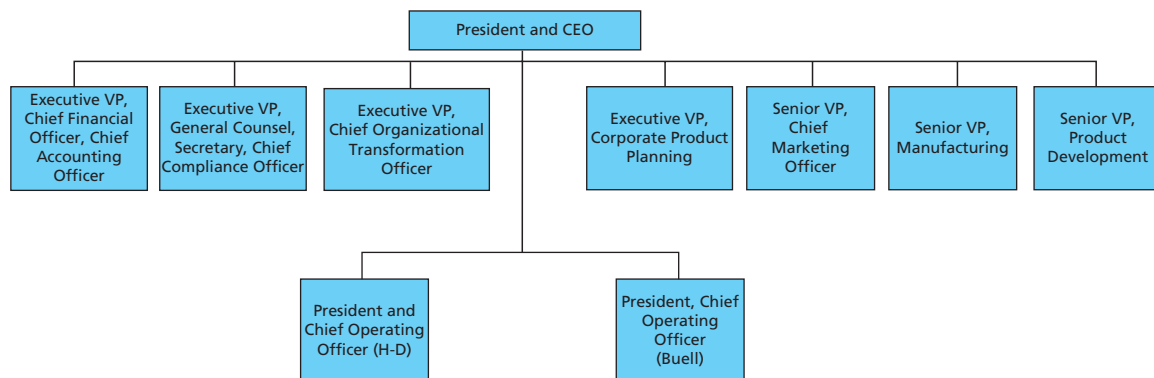 President and CEO
Executive VP,
Chief Financial
Officer, Chief
Accounting
Officer
Executive VP,
General Counsel,
Secretary, Chief
Compliance Officer
Executive VP,
Chief Organizational
Transformation
Officer
Executive VP,
Corporate Product
Planning
Senior VP,
Chief
Marketing
Officer
Senior VP,
Manufacturing
Senior VP,
Product
Development
President and
Chief Operating
Officer (H-D)
President, Chief
Operating
Officer
(Buell)